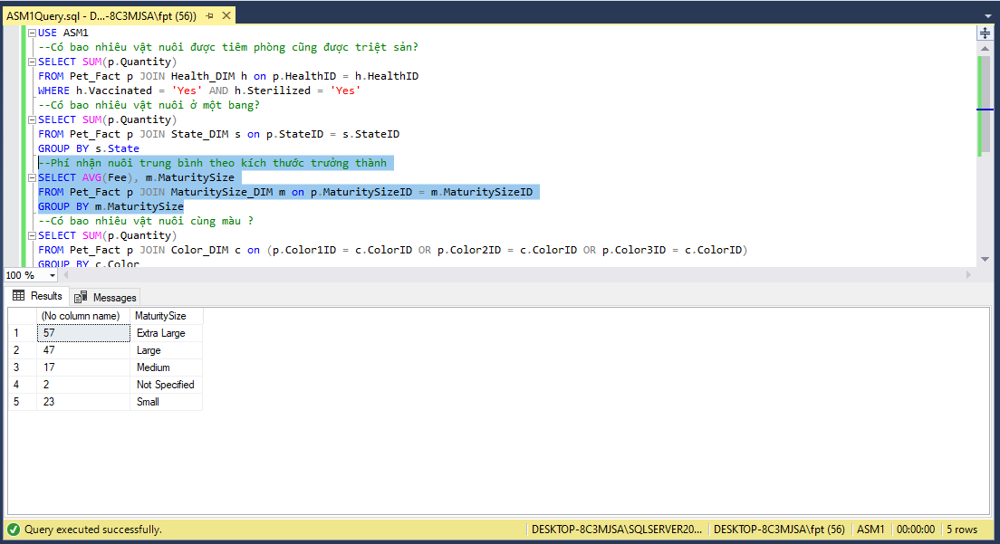 ASM1Query.sql - D...-8C3MJSA\fpt (56))
USE ASM1
--Có bao nhiêu vật nuôi được tiêm phòng cũng được triệt sản?
SELECT SUM(p.Quantity)
FROM Pet_Fact p JOIN Health_DIM h on p.HealthID = h.HealthID
WHERE h.Vaccinated = 'Yes' AND h.Sterilized = 'Yes'
--Có bao nhiêu vật nuôi ở một bang?
SELECT SUM(p.Quantity)
FROM Pet_Fact p JOIN State_DIM s on p.StateID = s.StateID
GROUP BY s.State
--Phí nhận nuôi trung bình theo kích thước trưởng thành
SELECT AVG(Fee), m.MaturitySize
FROM Pet_Fact p JOIN MaturitySize_DIM m on p.MaturitySizeID = m.MaturitySizeID
GROUP BY m.MaturitySize
--Có bao nhiêu vật nuôi cùng màu ?
SELECT SUM(p.Quantity)
FROM Pet_Fact p JOIN Color_DIM c on (p.Color1ID = c.ColorID OR p.Color2ID = c.ColorID OR p.Color3ID = c.ColorID)
GROUP BY c.Color
100 %
Results Messages
(No column name) MaturitySize
1 57 Extra Large
2 47 Large
3 17 Medium
4 2 Not Specified
5 23 Small
Query executed successfully. DESKTOP-8C3MJSA\SQLSERVER20... DESKTOP-8C3MJSA\fpt (56) ASM1 00:00:00 5 rows